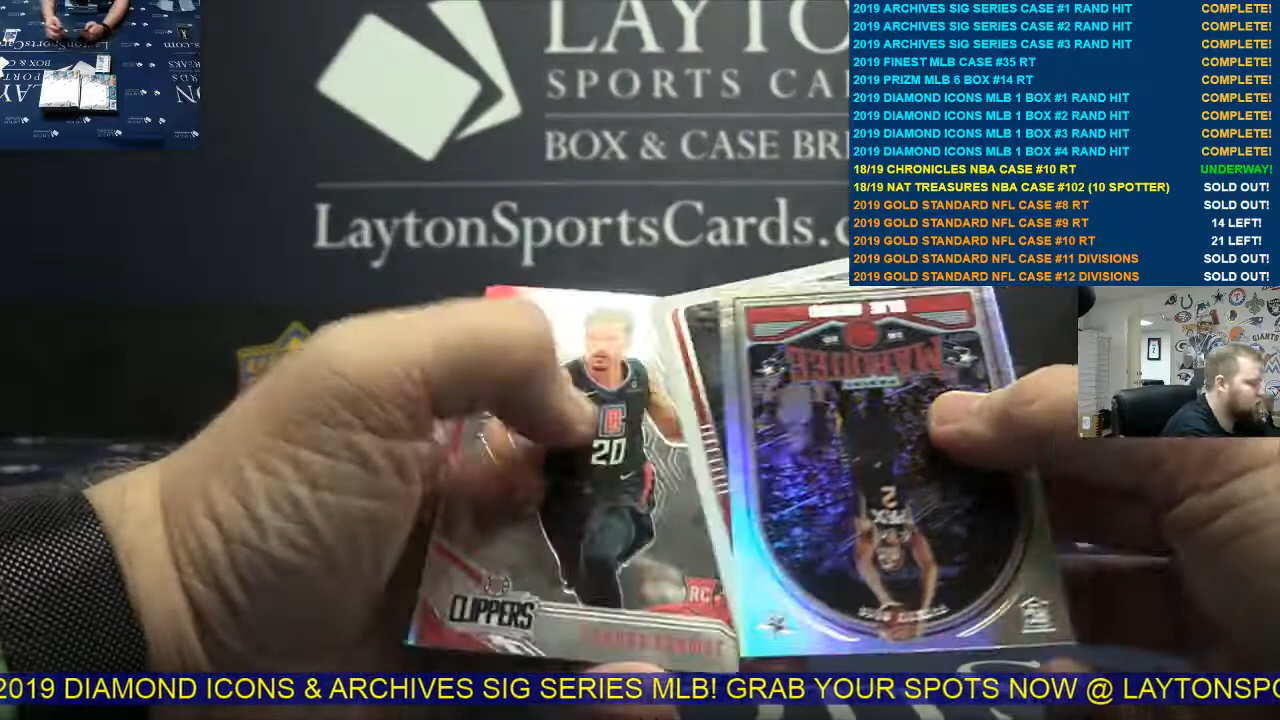 LAYTO
SPORTS CA
BOX & CASE BRE
LaytonSportsCards.c
2019 ARCHIVES SIG SERIES CASE #1 RAND HIT COMPLETE!
2019 ARCHIVES SIG SERIES CASE #2 RAND HIT COMPLETE!
2019 ARCHIVES SIG SERIES CASE #3 RAND HIT COMPLETE!
2019 FINEST MLB CASE #35 RT COMPLETE!
2019 PRIZM MLB 6 BOX #14 RT COMPLETE!
2019 DIAMOND ICONS MLB 1 BOX #1 RAND HIT COMPLETE!
2019 DIAMOND ICONS MLB 1 BOX #2 RAND HIT COMPLETE!
2019 DIAMOND ICONS MLB 1 BOX #3 RAND HIT COMPLETE!
2019 DIAMOND ICONS MLB 1 BOX #4 RAND HIT COMPLETE!
18/19 CHRONICLES NBA CASE #10 RT UNDERWAY!
18/19 NAT TREASURES NBA CASE #102 (10 SPOTTER) SOLD OUT!
2019 GOLD STANDARD NFL CASE #8 RT SOLD OUT!
2019 GOLD STANDARD NFL CASE #9 RT 14 LEFT!
2019 GOLD STANDARD NFL CASE #10 RT 21 LEFT!
2019 GOLD STANDARD NFL CASE #11 DIVISIONS SOLD OUT!
2019 GOLD STANDARD NFL CASE #12 DIVISIONS SOLD OUT!
MARQUEE
20
2
RC
CLIPPERS
GIANTS
2019 DIAMOND ICONS & ARCHIVES SIG SERIES MLB! GRAB YOUR SPOTS NOW @ LAYTONSPO